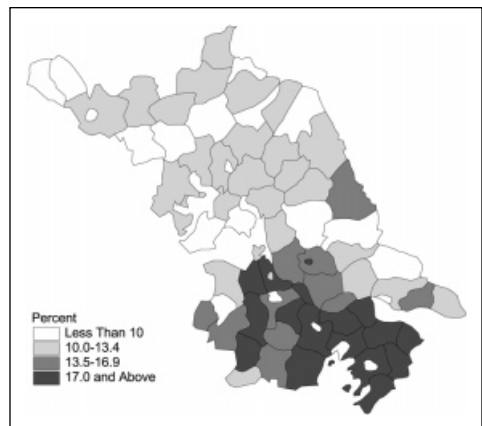 Percent
Less Than 10
10.0-13.4
13.5-16.9
17.0 and Above